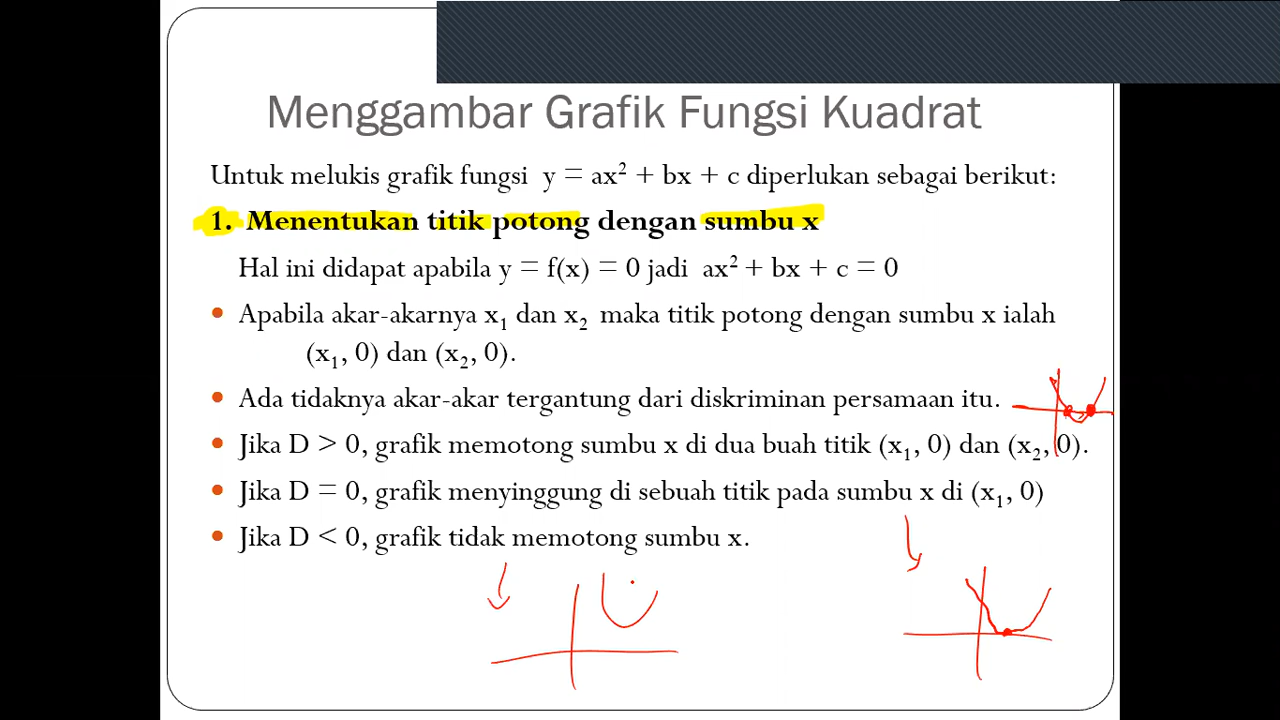 Menggambar Grafik Fungsi Kuadrat
Untuk melukis grafik fungsi y = ax² + bx + c diperlukan sebagai berikut:
1. Menentukan titik potong dengan sumbu x
Hal ini didapat apabila y = f(x) = 0 jadi ax² + bx + c = 0
• Apabila akar-akarnya x₁ dan x₂ maka titik potong dengan sumbu x ialah
(x₁, 0) dan (x₂, 0).
• Ada tidaknya akar-akar tergantung dari diskriminan persamaan itu.
• Jika D > 0, grafik memotong sumbu x di dua buah titik (x₁, 0) dan (x₂, 0).
• Jika D = 0, grafik menyinggung di sebuah titik pada sumbu x di (x₁, 0)
• Jika D < 0, grafik tidak memotong sumbu x.